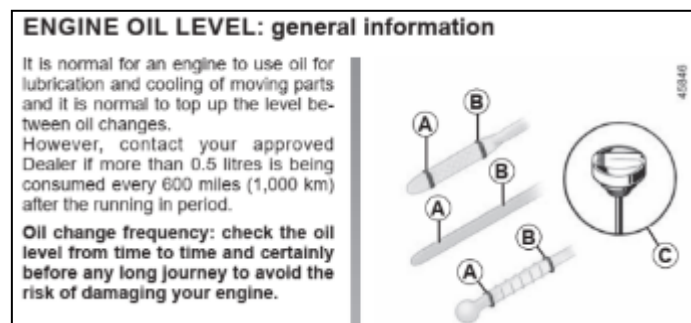 ENGINE OIL LEVEL: general information
It is normal for an engine to use oil for
lubrication and cooling of moving parts
and it is normal to top up the level be-
tween oil changes.
However, contact your approved
Dealer if more than 0.5 litres is being
consumed every 600 miles (1,000 km)
after the running in period.
Oil change frequency: check the oil
level from time to time and certainly
before any long journey to avoid the
risk of damaging your engine.
A
B
A
B
A
B
C
45846